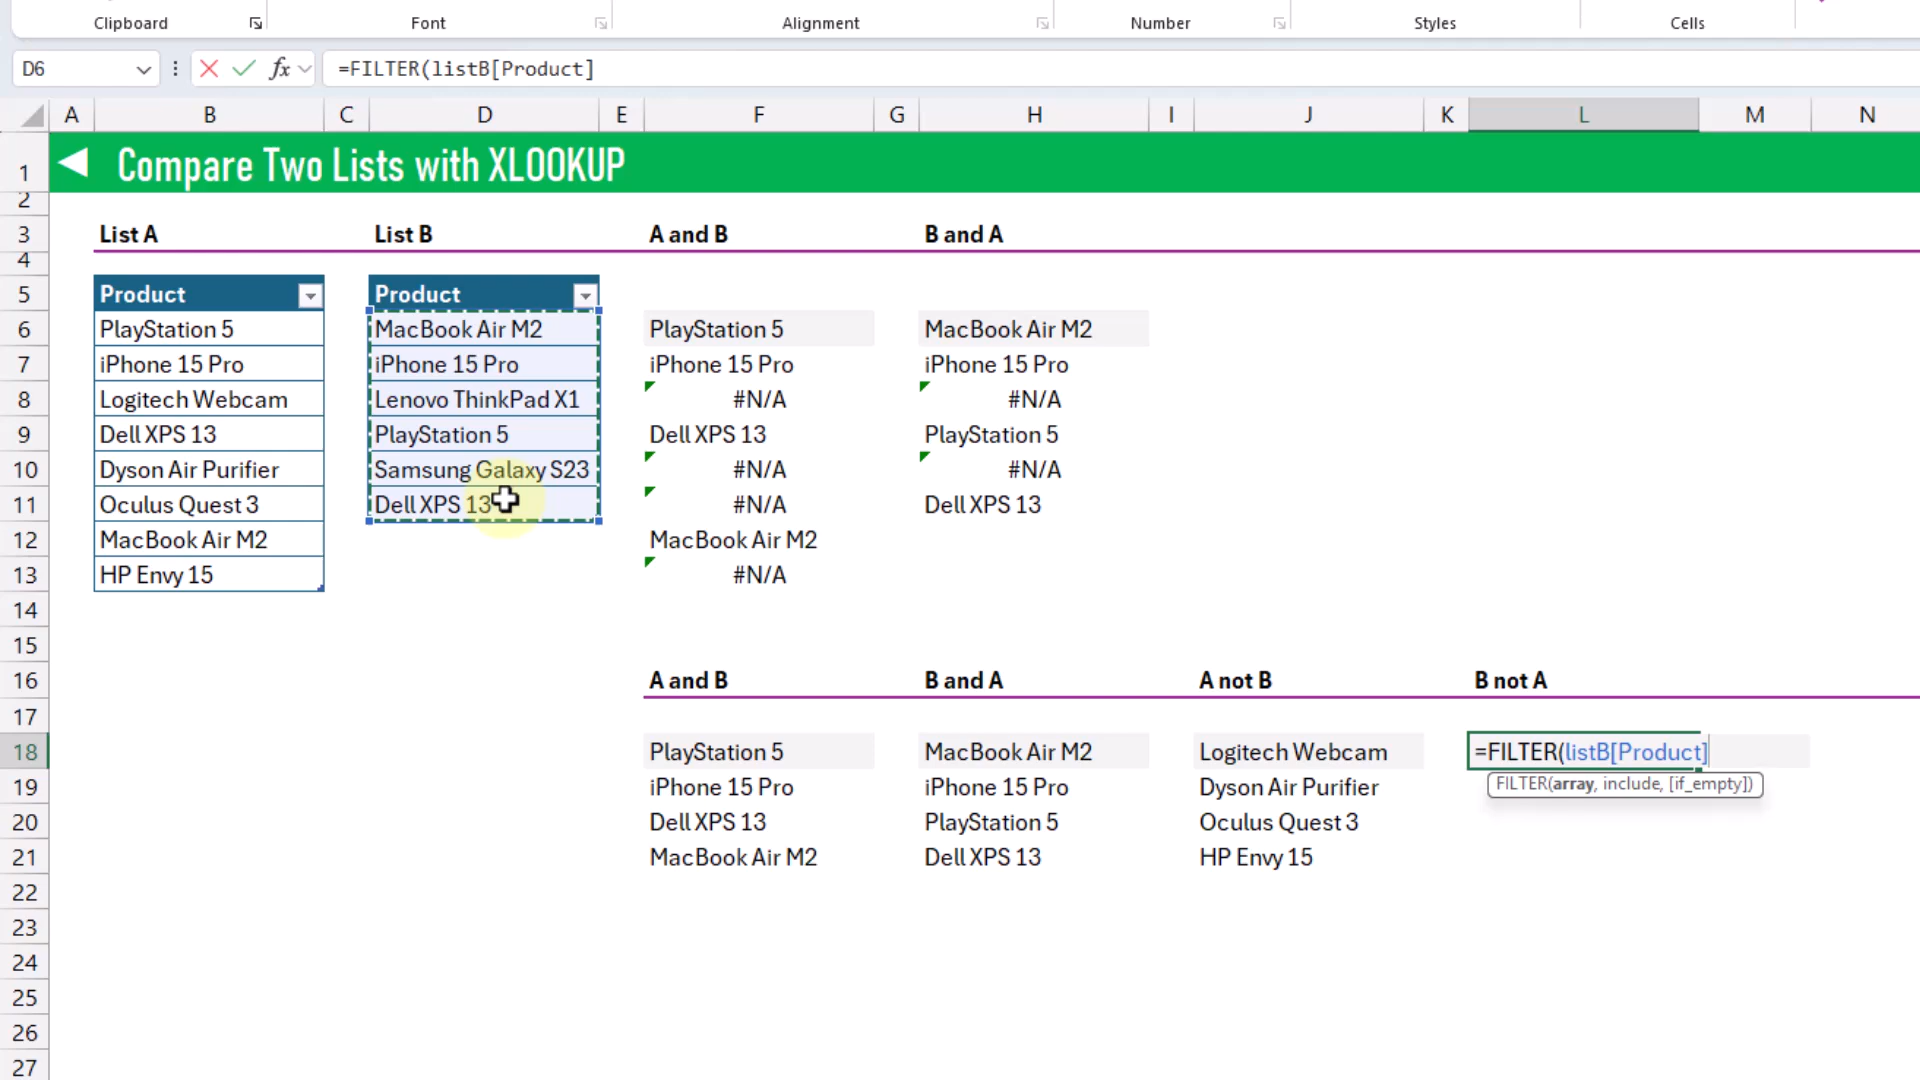 Clipboard Font Alignment Number Styles Cells
D6 fx =FILTER(listB[Product]
A B C D E F G H I J K L M N
1 Compare Two Lists with XLOOKUP
2
3 List A List B A and B B and A
4
5 Product Product
6 PlayStation 5 MacBook Air M2 PlayStation 5 MacBook Air M2
7 iPhone 15 Pro iPhone 15 Pro iPhone 15 Pro iPhone 15 Pro
8 Logitech Webcam Lenovo ThinkPad X1 #N/A #N/A
9 Dell XPS 13 PlayStation 5 Dell XPS 13 PlayStation 5
10 Dyson Air Purifier Samsung Galaxy S23 #N/A #N/A
11 Oculus Quest 3 Dell XPS 13 #N/A Dell XPS 13
12 MacBook Air M2 MacBook Air M2
13 HP Envy 15 #N/A
14
15
16 A and B B and A A not B B not A
17
18 PlayStation 5 MacBook Air M2 Logitech Webcam =FILTER(listB[Product]
FILTER(array, include, [if_empty])
19 iPhone 15 Pro iPhone 15 Pro Dyson Air Purifier
20 Dell XPS 13 PlayStation 5 Oculus Quest 3
21 MacBook Air M2 Dell XPS 13 HP Envy 15
22
23
24
25
26
27